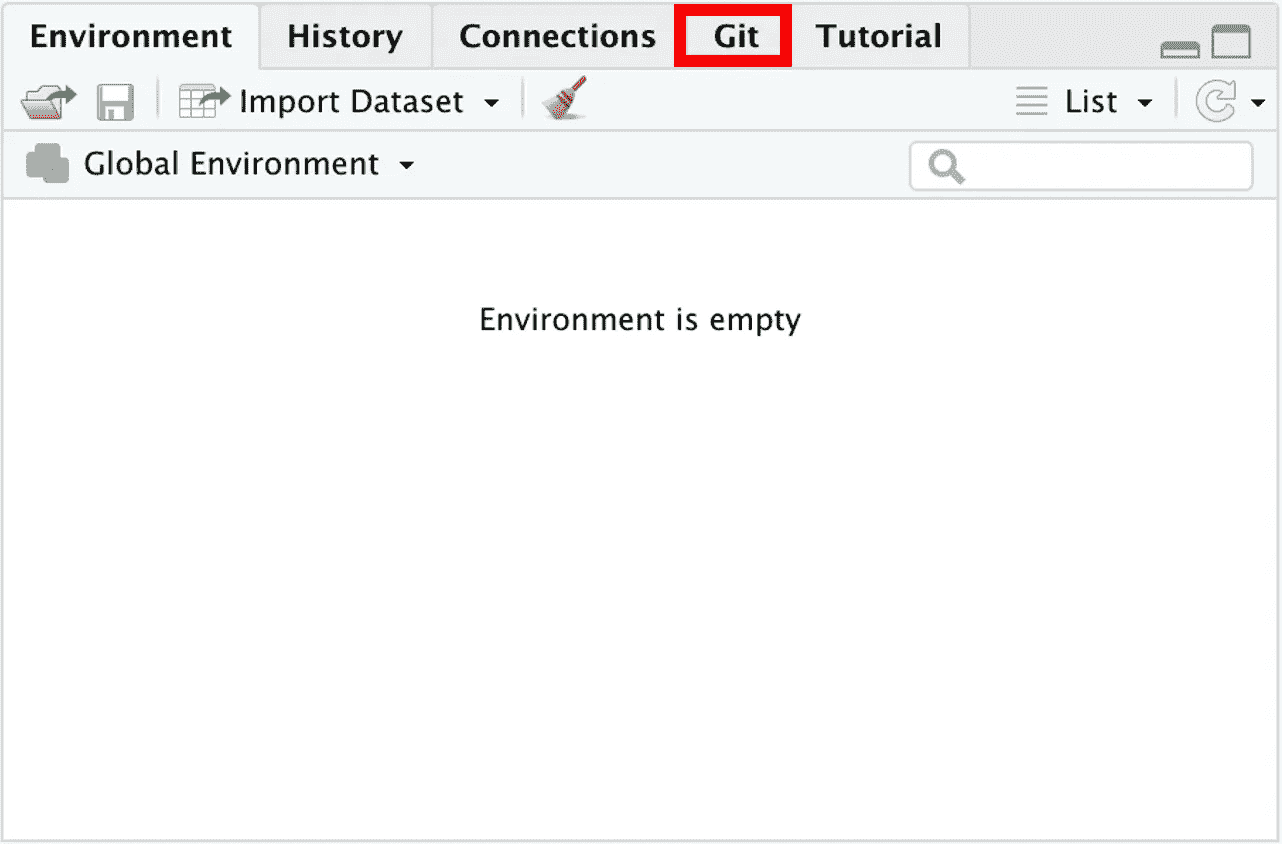 Environment History Connections Git Tutorial
Import Dataset List
Global Environment
Environment is empty